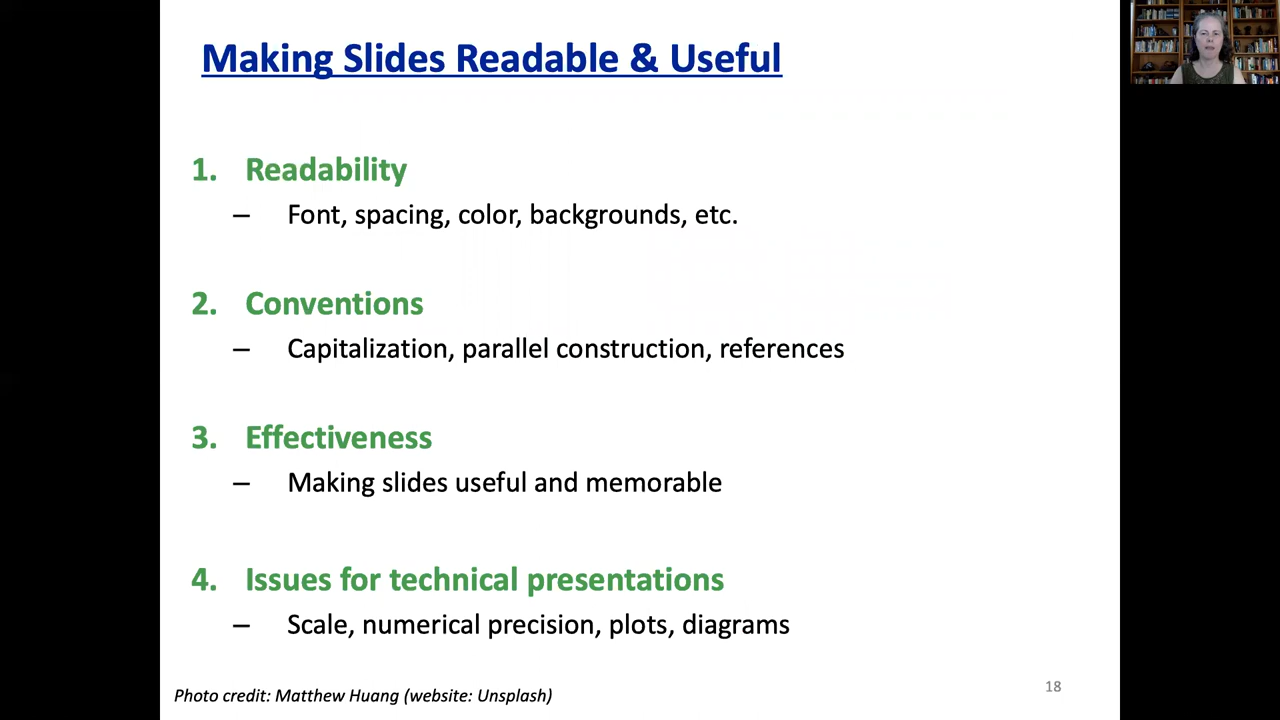 Making Slides Readable & Useful
1. Readability
– Font, spacing, color, backgrounds, etc.
2. Conventions
– Capitalization, parallel construction, references
3. Effectiveness
– Making slides useful and memorable
4. Issues for technical presentations
– Scale, numerical precision, plots, diagrams
Photo credit: Matthew Huang (website: Unsplash)
18